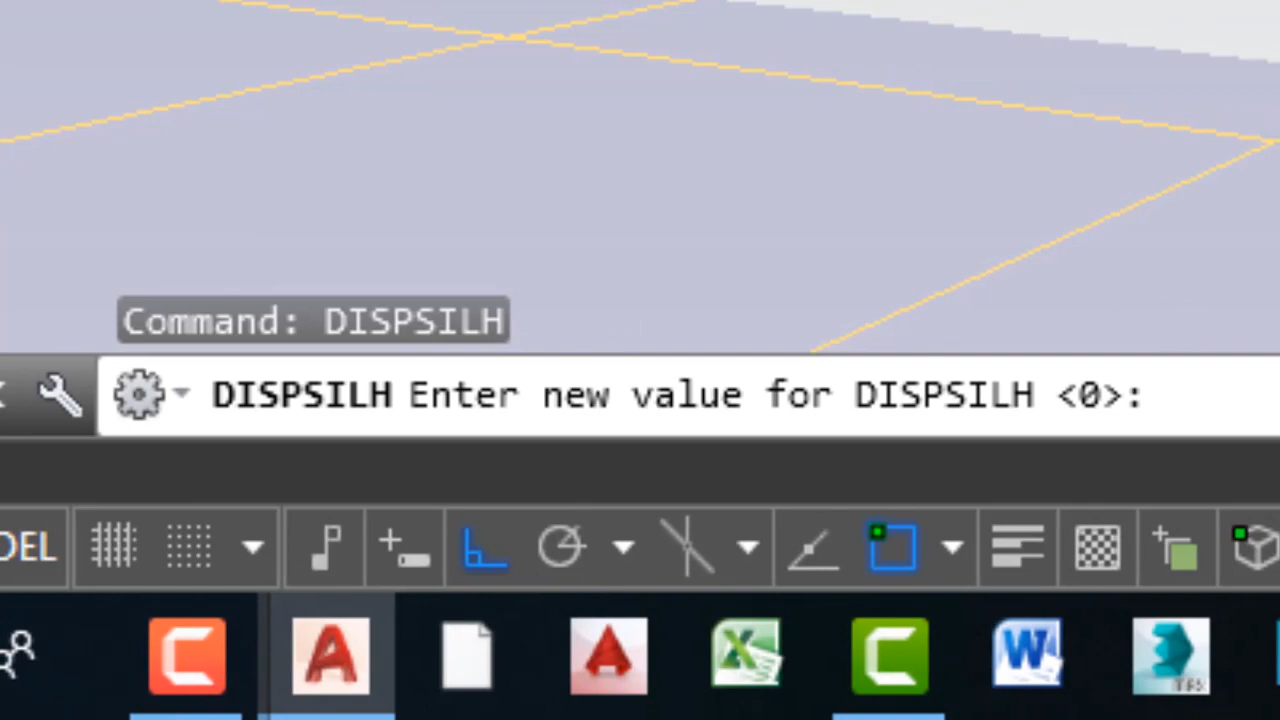 Command: DISPSILH
DISPSILH Enter new value for DISPSILH <0>:
DEL